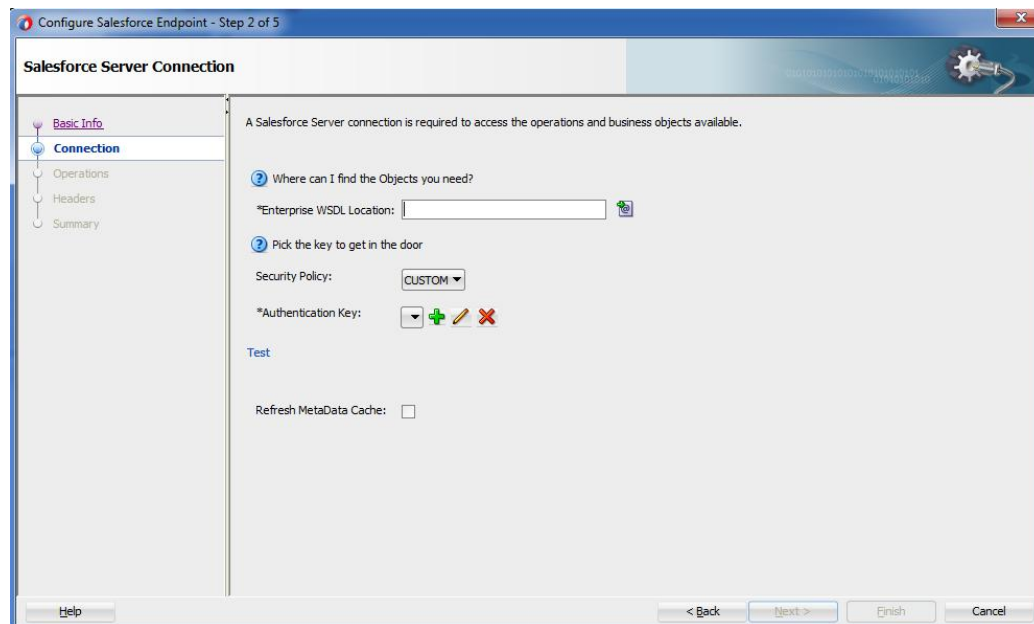 Configure Salesforce Endpoint - Step 2 of 5
Salesforce Server Connection
Basic Info
Connection
Operations
Headers
Summary
A Salesforce Server connection is required to access the operations and business objects available.
Where can I find the Objects you need?
*Enterprise WSDL Location:
Pick the key to get in the door
Security Policy: CUSTOM
*Authentication Key:
Test
Refresh MetaData Cache:
Help < Back Next > Finish Cancel